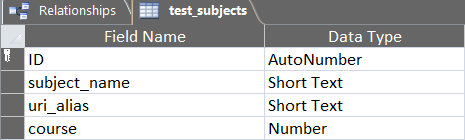 Relationships test_subjects
Field Name Data Type
ID AutoNumber
subject_name Short Text
uri_alias Short Text
course Number